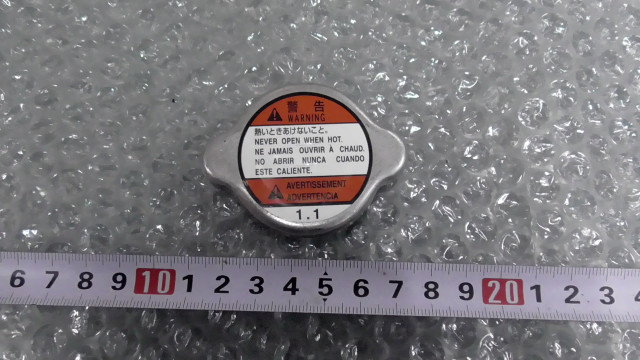 警告
WARNING
熱いときあけないこと。
NEVER OPEN WHEN HOT.
NE JAMAIS OUVRIR À CHAUD.
NO ABRIR NUNCA CUANDO
ESTE CALIENTE.
AVERTISSEMENT
ADVERTENCIA
1.1
6 7 8 9 10 1 2 3 4 5 6 7 8 9 20 1 2 3 4